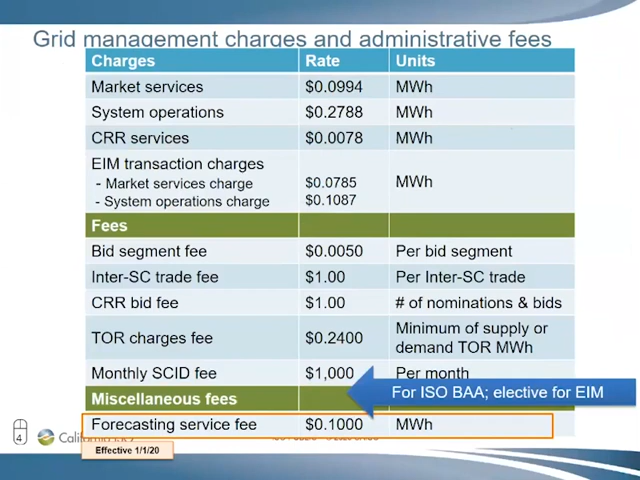 Grid management charges and administrative fees
Charges Rate Units
Market services $0.0994 MWh
System operations $0.2788 MWh
CRR services $0.0078 MWh
EIM transaction charges
- Market services charge $0.0785 MWh
- System operations charge $0.1087
Fees
Bid segment fee $0.0050 Per bid segment
Inter-SC trade fee $1.00 Per Inter-SC trade
CRR bid fee $1.00 # of nominations & bids
TOR charges fee $0.2400 Minimum of supply or
demand TOR MWh
Monthly SCID fee $1,000 Per month
For ISO BAA; elective for EIM
Miscellaneous fees
Forecasting service fee $0.1000 MWh
4
California ISO
Effective 1/1/20